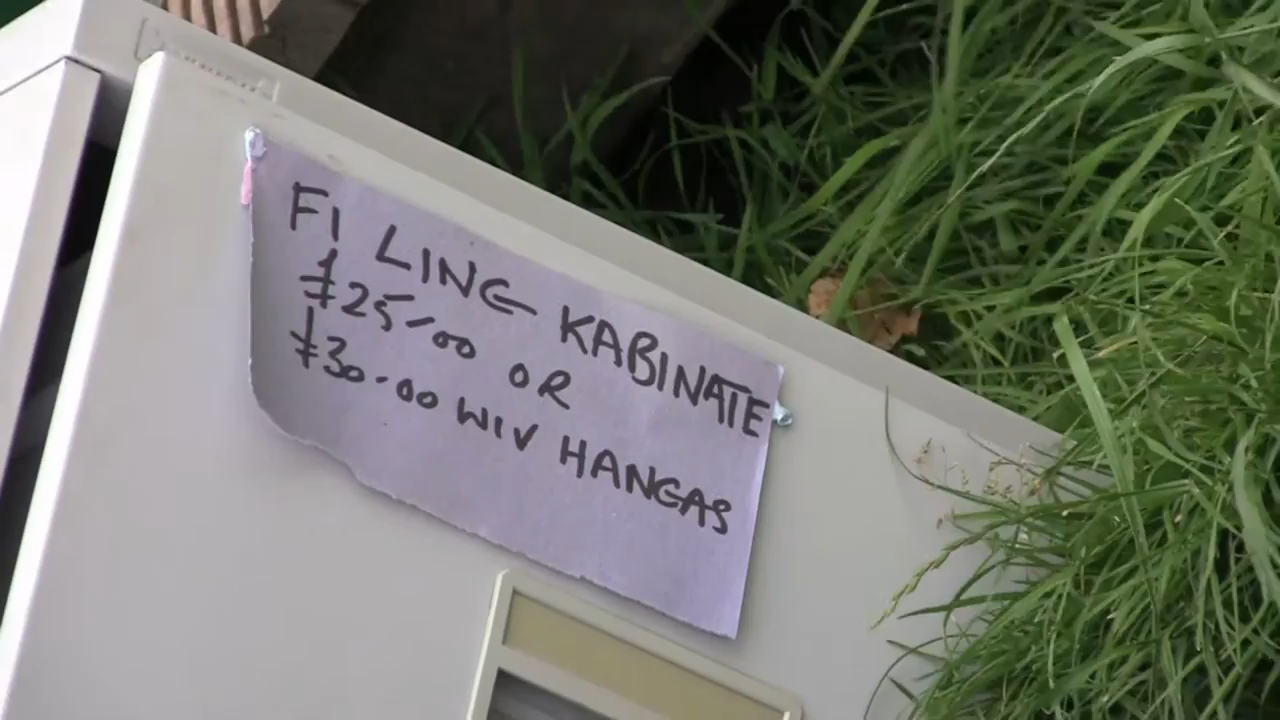 FI LING KABINATE
£25-00 OR
£30-00 WIV HANGAS